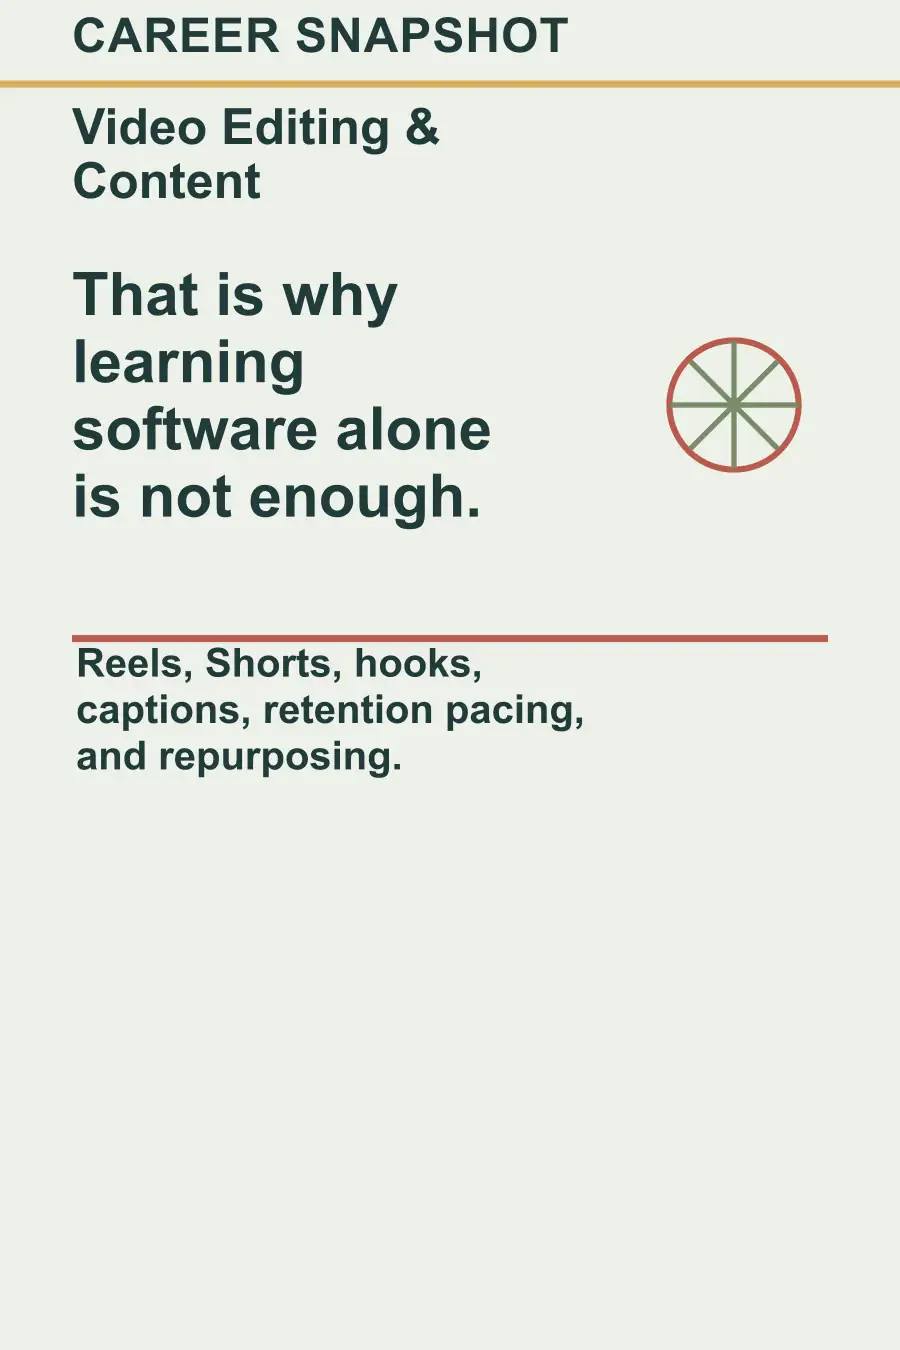 CAREER SNAPSHOT
Video Editing &
Content
That is why
learning
software alone
is not enough.
Reels, Shorts, hooks,
captions, retention pacing,
and repurposing.